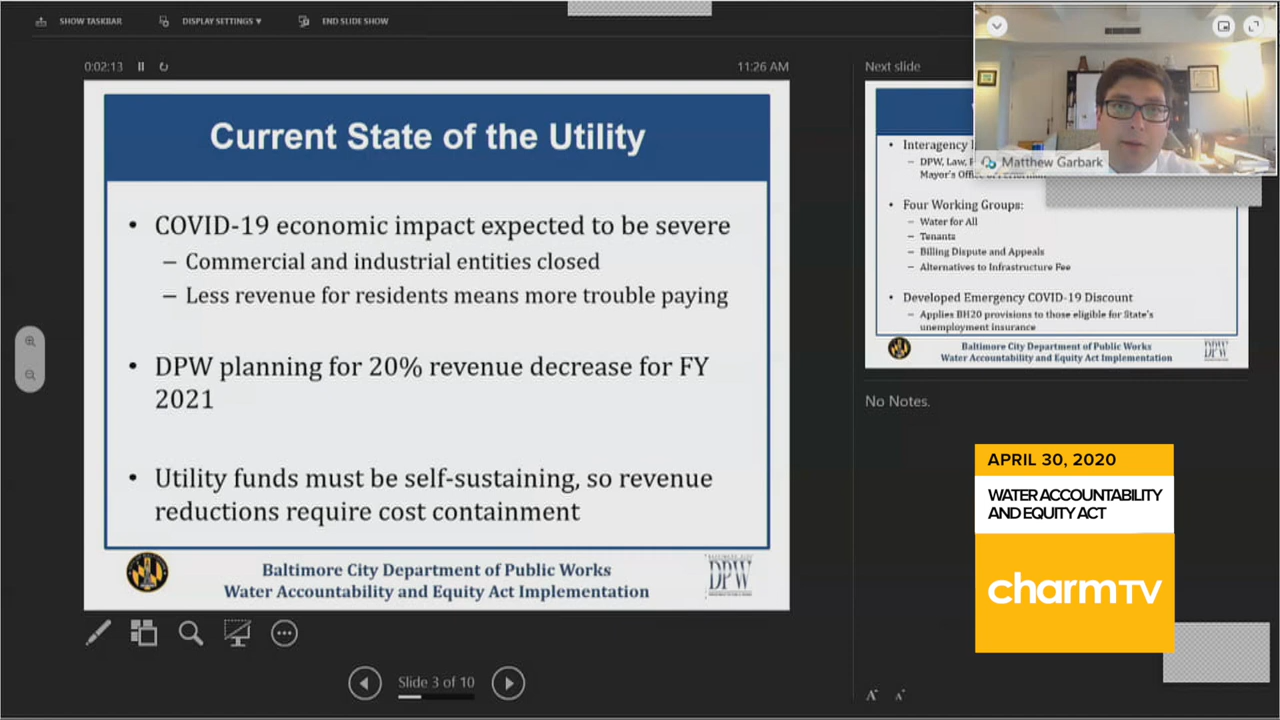 SHOW TASKBAR
DISPLAY SETTINGS ▼
END SLIDE SHOW
0:02:13
11:26 AM
Current State of the Utility
• COVID-19 economic impact expected to be severe
– Commercial and industrial entities closed
– Less revenue for residents means more trouble paying
• DPW planning for 20% revenue decrease for FY
2021
• Utility funds must be self-sustaining, so revenue
reductions require cost containment
Baltimore City Department of Public Works
Water Accountability and Equity Act Implementation
DPW
Slide 3 of 10
Next slide
• Interagency
– DPW, Law,
Mayor's
• Four Working Groups:
– Water for All
– Tenants
– Billing Dispute and Appeals
– Alternatives to Infrastructure Fee
• Developed Emergency COVID-19 Discount
– Applies BH20 provisions to those eligible for State's
unemployment insurance
Baltimore City Department of Public Works
Water Accountability and Equity Act Implementation
DPW
Matthew Garbark
No Notes.
APRIL 30, 2020
WATER ACCOUNTABILITY
AND EQUITY ACT
charmTV
A A